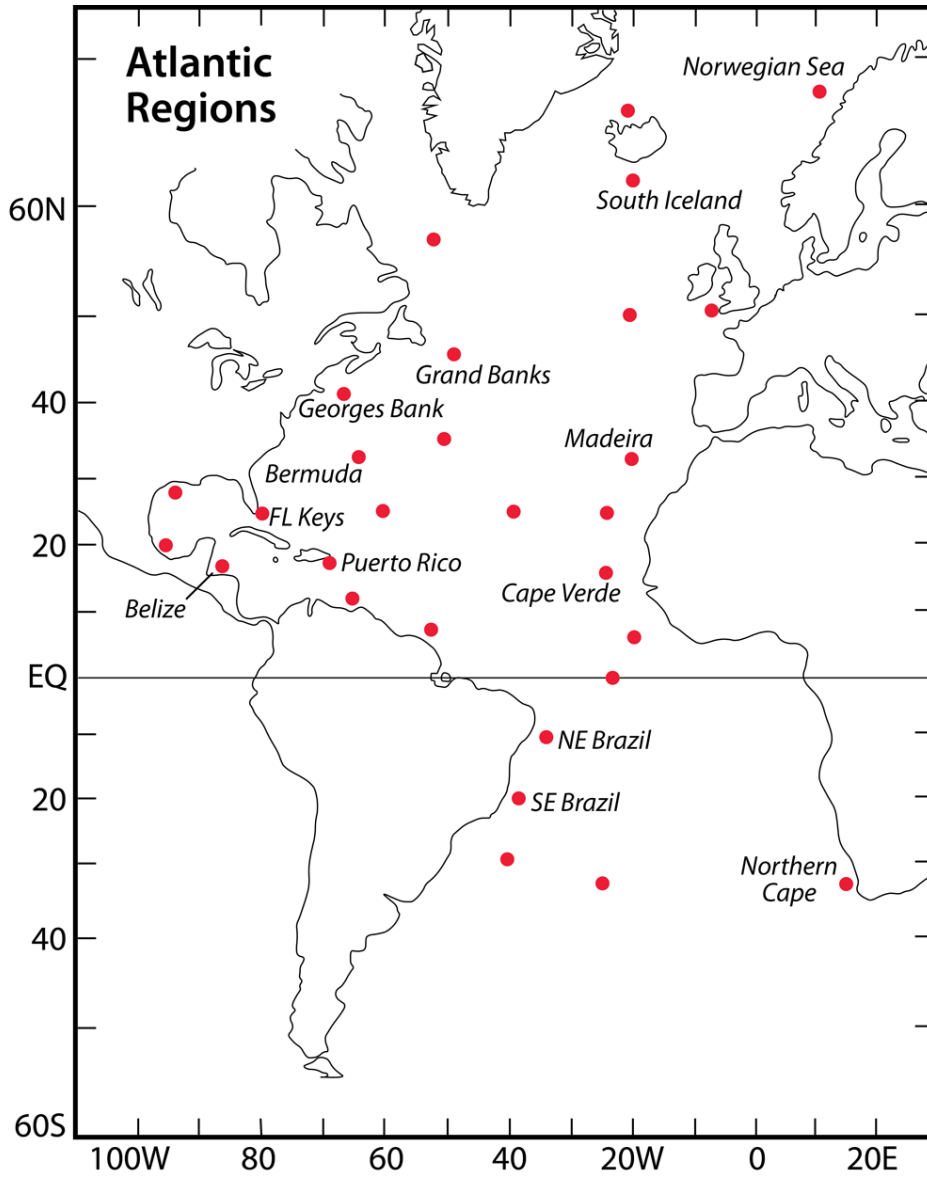 Atlantic
Regions
Norwegian Sea
60N
South Iceland
Grand Banks
40
Georges Bank
Madeira
Bermuda
FL Keys
20
Puerto Rico
Cape Verde
Belize
EQ
NE Brazil
20
SE Brazil
Northern
Cape
40
60S
100W 80 60 40 20W 0 20E